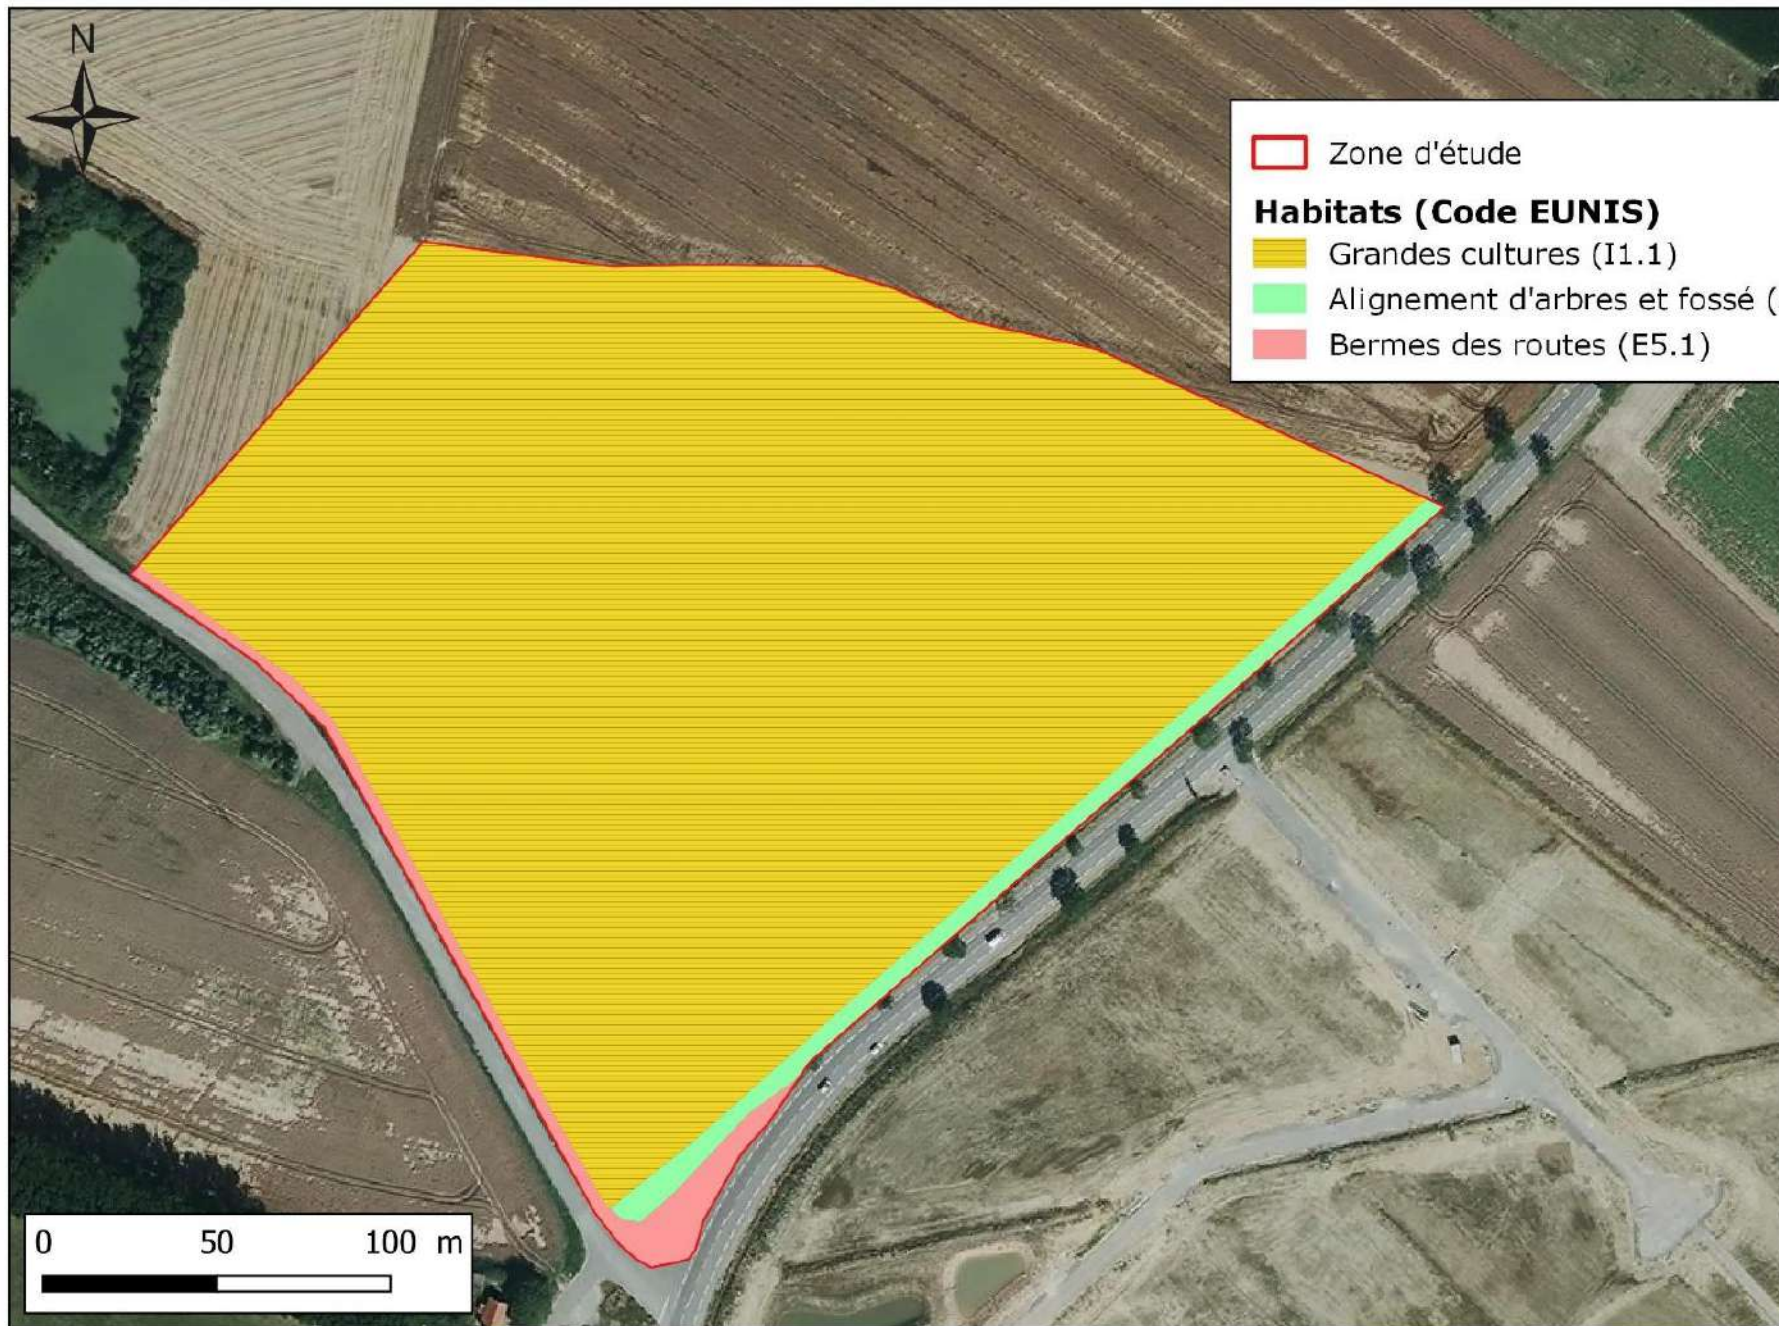 N
Zone d'étude
Habitats (Code EUNIS)
Grandes cultures (I1.1)
Alignement d'arbres et fossé (
Bermes des routes (E5.1)
0 50 100 m